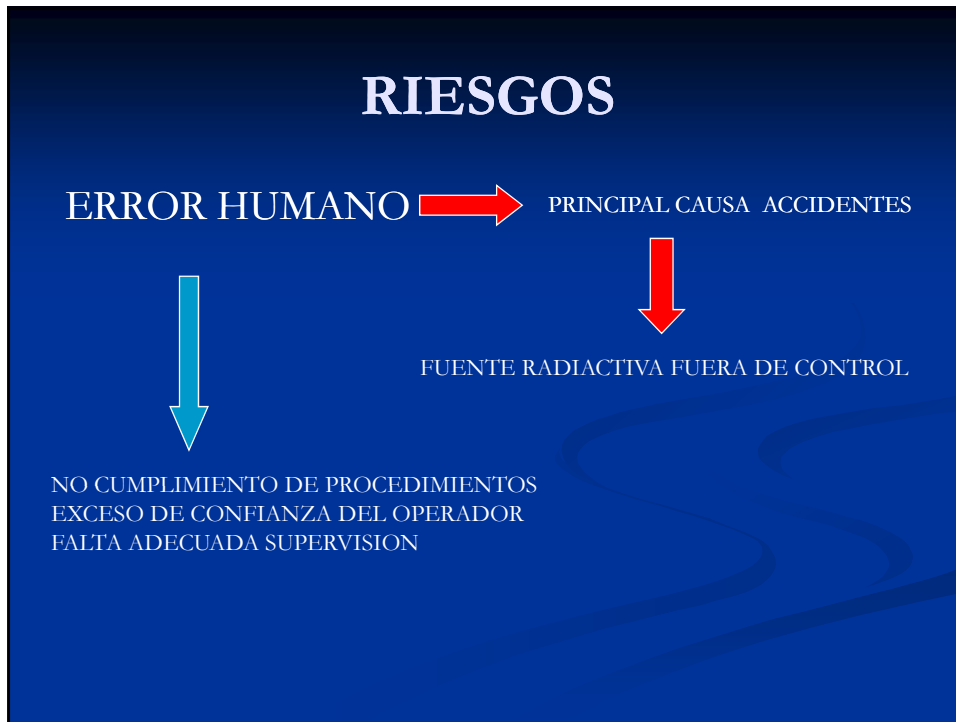 RIESGOS
ERROR HUMANO
PRINCIPAL CAUSA ACCIDENTES
FUENTE RADIACTIVA FUERA DE CONTROL
NO CUMPLIMIENTO DE PROCEDIMIENTOS
EXCESO DE CONFIANZA DEL OPERADOR
FALTA ADECUADA SUPERVISION